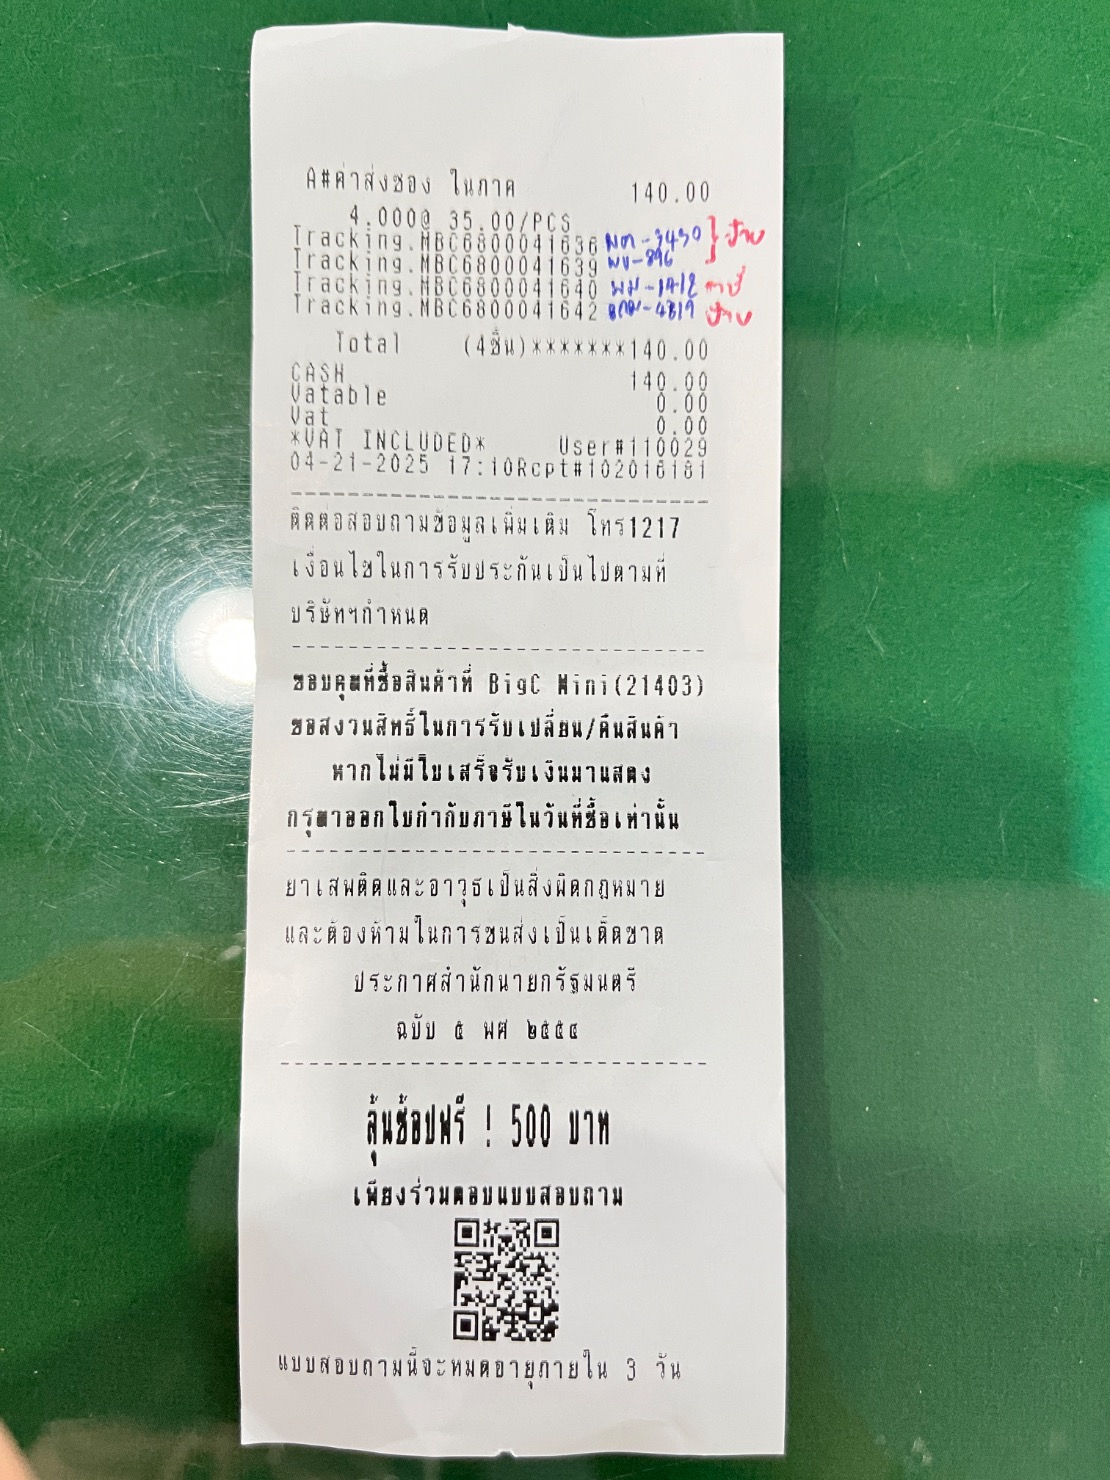 A#ค่าส่งซอง ในภาค 140.00
4.000@ 35.00/PCS
Tracking.MBC6800041636
Tracking.MBC6800041639
Tracking.MBC6800041640
Tracking.MBC6800041642 ป้าย
Total (4ชิ้น)*******140.00
CASH 140.00
Vatable 0.00
Vat 0.00
*VAT INCLUDED* User#110029
04-21-2025 17:10Rcpt#102016181
ติดต่อสอบถามข้อมูลเพิ่มเติม โทร1217
เงื่อนไขในการรับประกันเป็นไปตามที่
บริษัทฯกำหนด
ขอบคุณที่ซื้อสินค้าที่ BigC Mini(21403)
ขอสงวนสิทธิ์ในการรับเปลี่ยน/คืนสินค้า
หากไม่มีใบเสร็จรับเงินมาแสดง
กรุณาออกใบกำกับภาษีในวันที่ซื้อเท่านั้น
ยาเสพติดและอาวุธเป็นสิ่งผิดกฎหมาย
และต้องห้ามในการขนส่งเป็นเด็ดขาด
ประกาศสำนักนายกรัฐมนตรี
ฉบับ ๕ พศ ๒๕๕๔
ลุ้นช้อปฟรี ! 500 บาท
เพียงร่วมตอบแบบสอบถาม
แบบสอบถามนี้จะหมดอายุภายใน 3 วัน